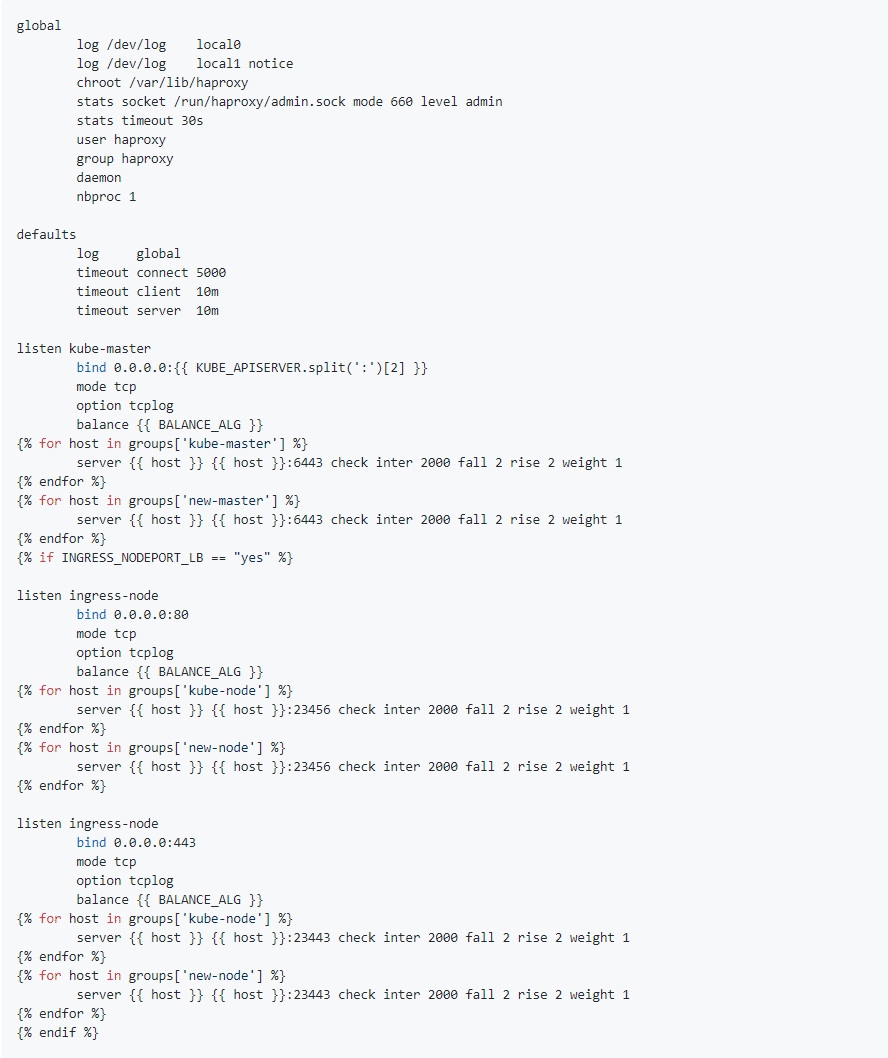 global
        log /dev/log    local0
        log /dev/log    local1 notice
        chroot /var/lib/haproxy
        stats socket /run/haproxy/admin.sock mode 660 level admin
        stats timeout 30s
        user haproxy
        group haproxy
        daemon
        nbproc 1

defaults
        log     global
        timeout connect 5000
        timeout client  10m
        timeout server  10m

listen kube-master
        bind 0.0.0.0:{{ KUBE_APISERVER.split(':')[2] }}
        mode tcp
        option tcplog
        balance {{ BALANCE_ALG }}
{% for host in groups['kube-master'] %}
        server {{ host }} {{ host }}:6443 check inter 2000 fall 2 rise 2 weight 1
{% endfor %}
{% for host in groups['new-master'] %}
        server {{ host }} {{ host }}:6443 check inter 2000 fall 2 rise 2 weight 1
{% endfor %}
{% if INGRESS_NODEPORT_LB == "yes" %}

listen ingress-node
        bind 0.0.0.0:80
        mode tcp
        option tcplog
        balance {{ BALANCE_ALG }}
{% for host in groups['kube-node'] %}
        server {{ host }} {{ host }}:23456 check inter 2000 fall 2 rise 2 weight 1
{% endfor %}
{% for host in groups['new-node'] %}
        server {{ host }} {{ host }}:23456 check inter 2000 fall 2 rise 2 weight 1
{% endfor %}

listen ingress-node
        bind 0.0.0.0:443
        mode tcp
        option tcplog
        balance {{ BALANCE_ALG }}
{% for host in groups['kube-node'] %}
        server {{ host }} {{ host }}:23443 check inter 2000 fall 2 rise 2 weight 1
{% endfor %}
{% for host in groups['new-node'] %}
        server {{ host }} {{ host }}:23443 check inter 2000 fall 2 rise 2 weight 1
{% endfor %}
{% endif %}